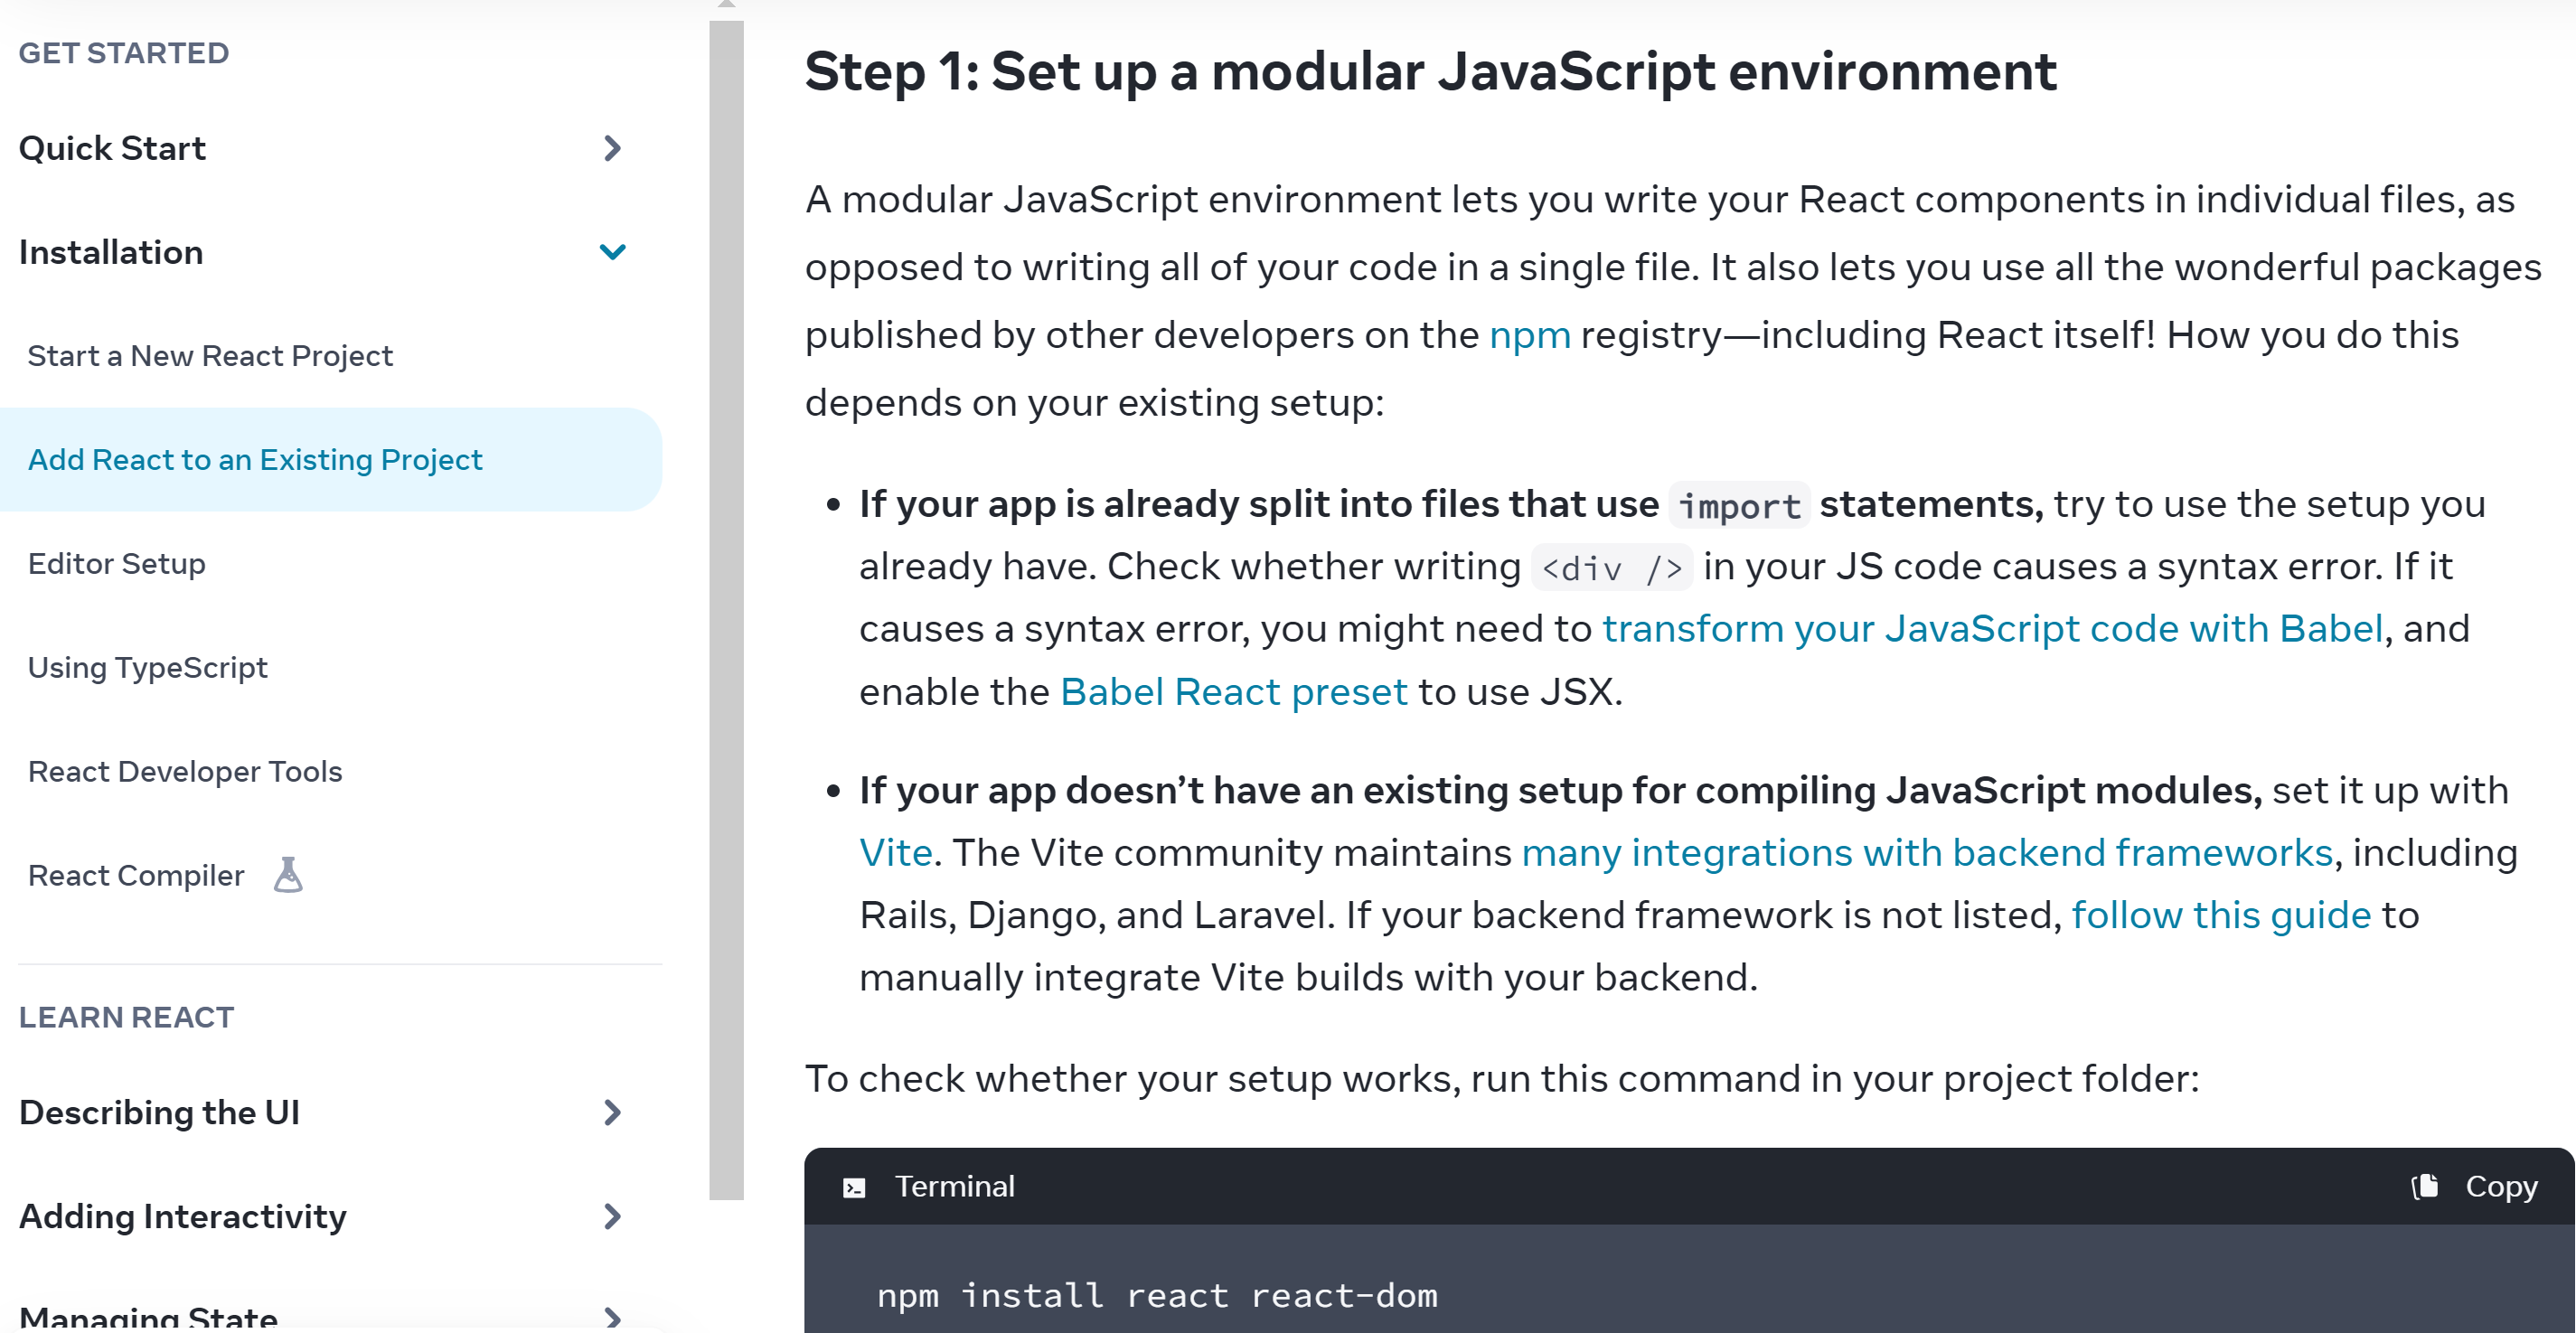 GET STARTED
Quick Start
Installation
Start a New React Project
Add React to an Existing Project
Editor Setup
Using TypeScript
React Developer Tools
React Compiler
LEARN REACT
Describing the UI
Adding Interactivity
Managing State
Step 1: Set up a modular JavaScript environment
A modular JavaScript environment lets you write your React components in individual files, as
opposed to writing all of your code in a single file. It also lets you use all the wonderful packages
published by other developers on the npm registry—including React itself! How you do this
depends on your existing setup:
• If your app is already split into files that use import statements, try to use the setup you
already have. Check whether writing <div /> in your JS code causes a syntax error. If it
causes a syntax error, you might need to transform your JavaScript code with Babel, and
enable the Babel React preset to use JSX.
• If your app doesn’t have an existing setup for compiling JavaScript modules, set it up with
Vite. The Vite community maintains many integrations with backend frameworks, including
Rails, Django, and Laravel. If your backend framework is not listed, follow this guide to
manually integrate Vite builds with your backend.
To check whether your setup works, run this command in your project folder:
Terminal
Copy
npm install react react-dom